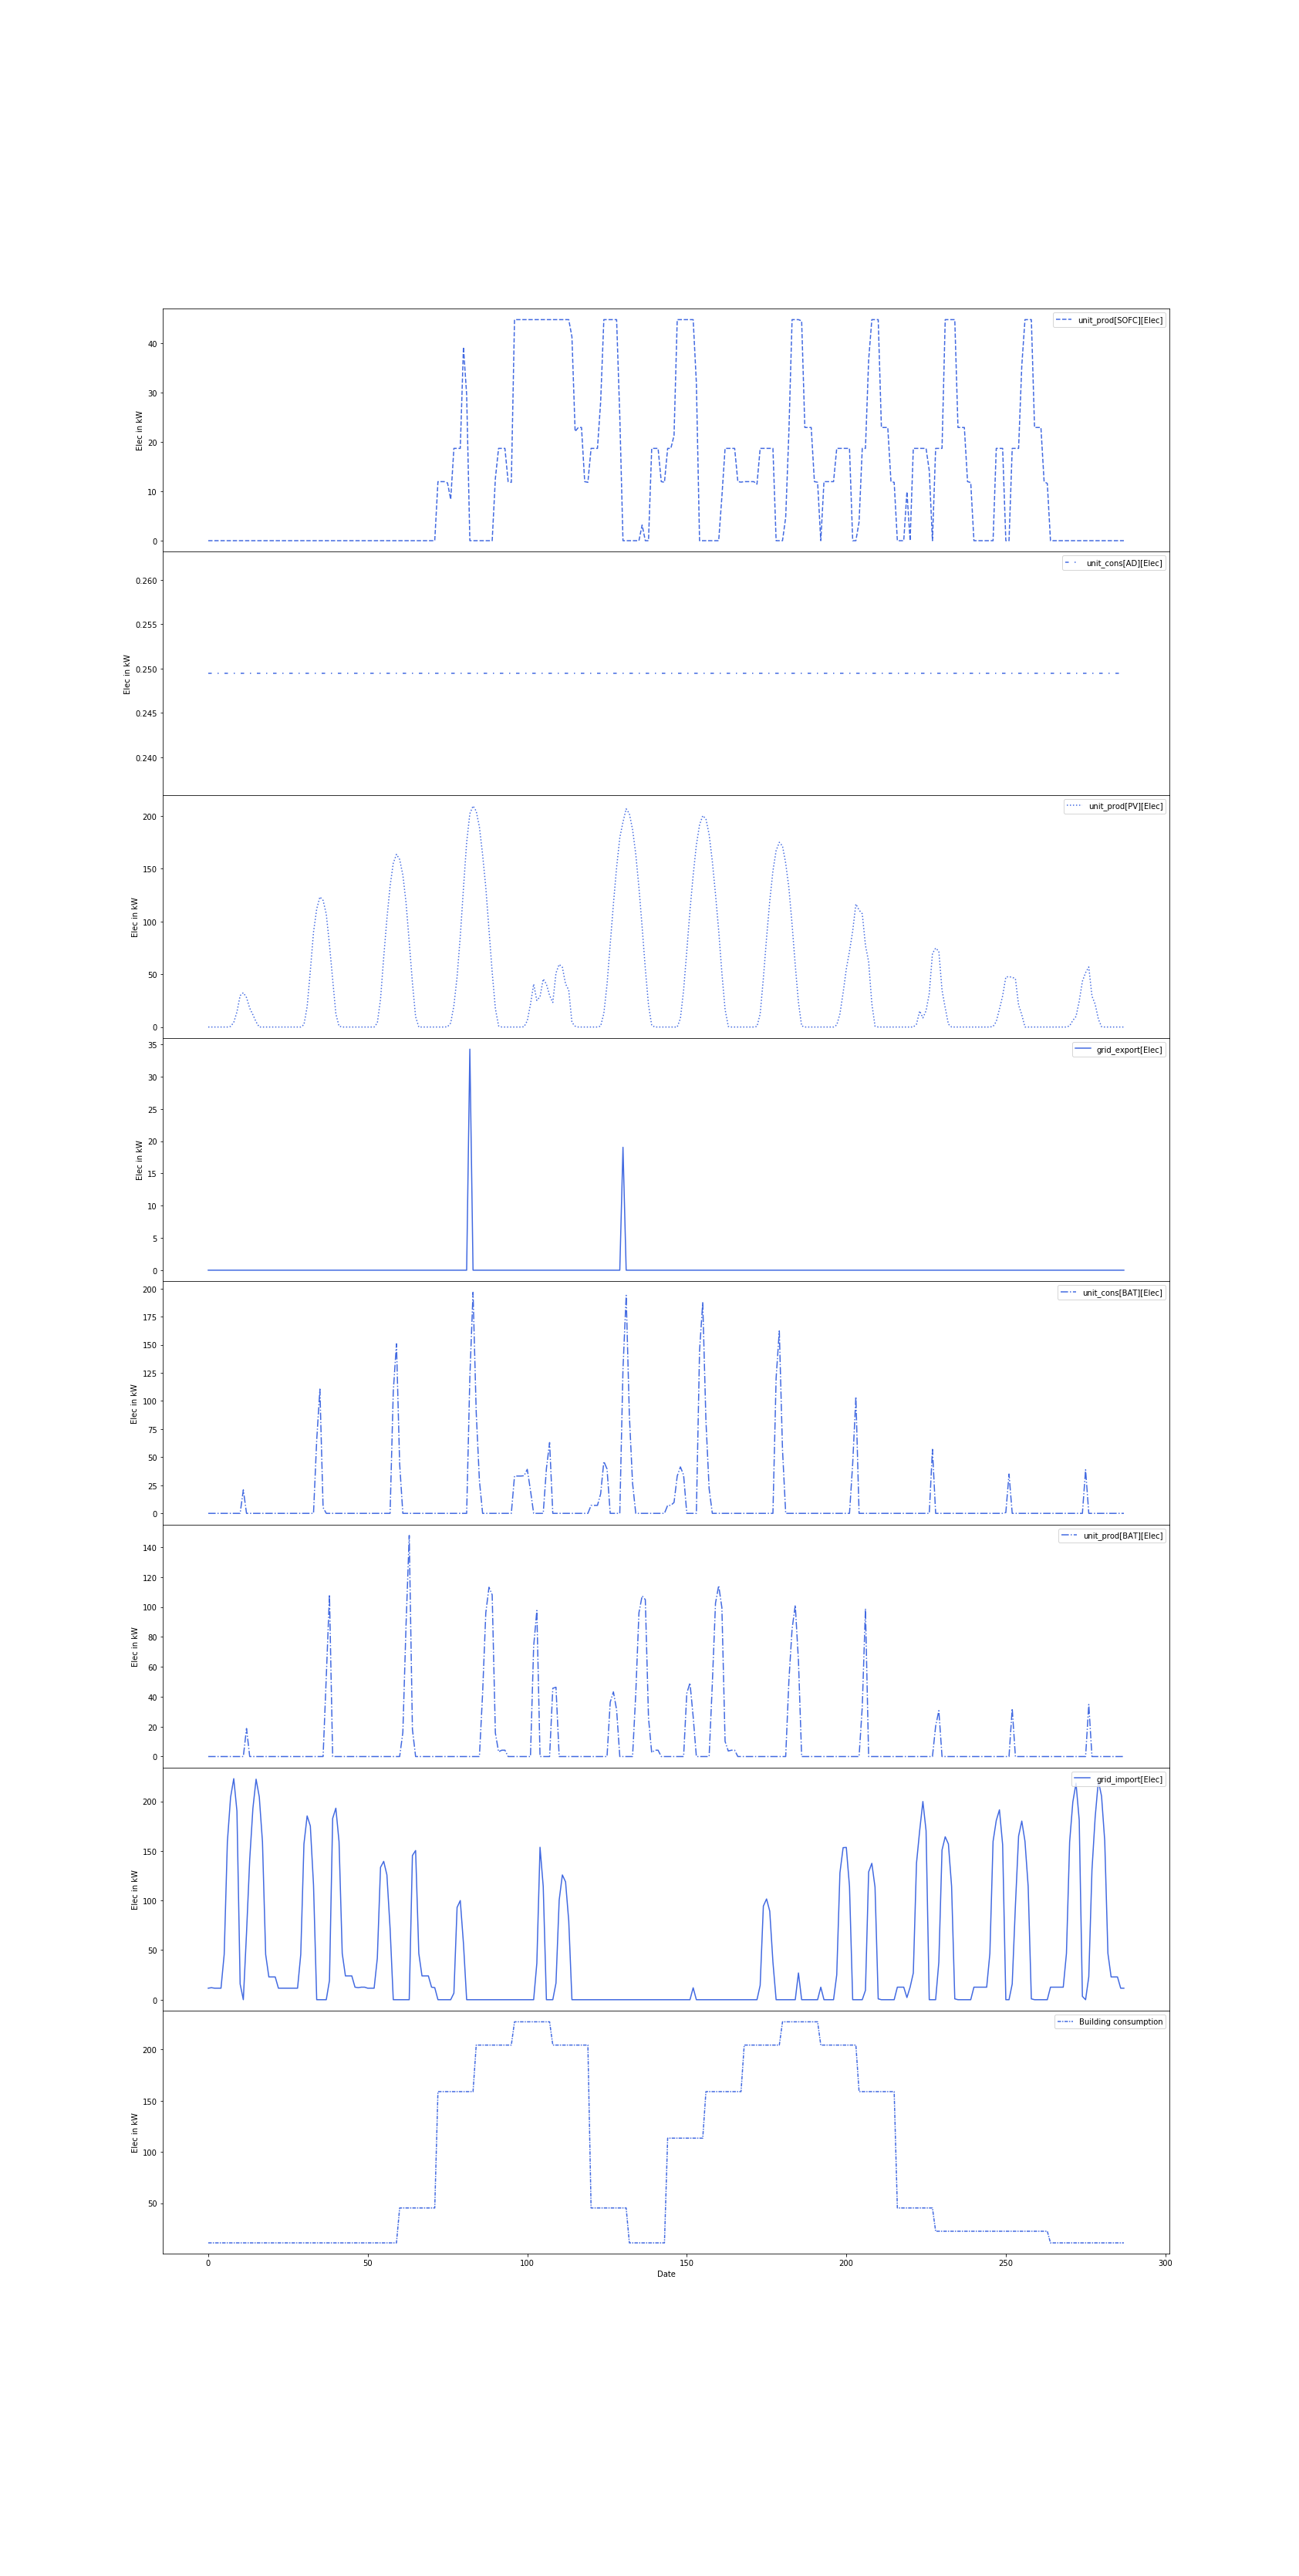 unit_prod[SOFC][Elec]
40
30
20
10
0
Elec in kW
unit_cons[AD][Elec]
0.260
0.255
0.250
0.245
0.240
Elec in kW
unit_prod[PV][Elec]
200
150
100
50
0
Elec in kW
grid_export[Elec]
35
30
25
20
15
10
5
0
Elec in kW
unit_cons[BAT][Elec]
200
175
150
125
100
75
50
25
0
Elec in kW
unit_prod[BAT][Elec]
140
120
100
80
60
40
20
0
Elec in kW
grid_import[Elec]
200
150
100
50
0
Elec in kW
Building consumption
200
150
100
50
Elec in kW
0 50 100 150 200 250 300
Date